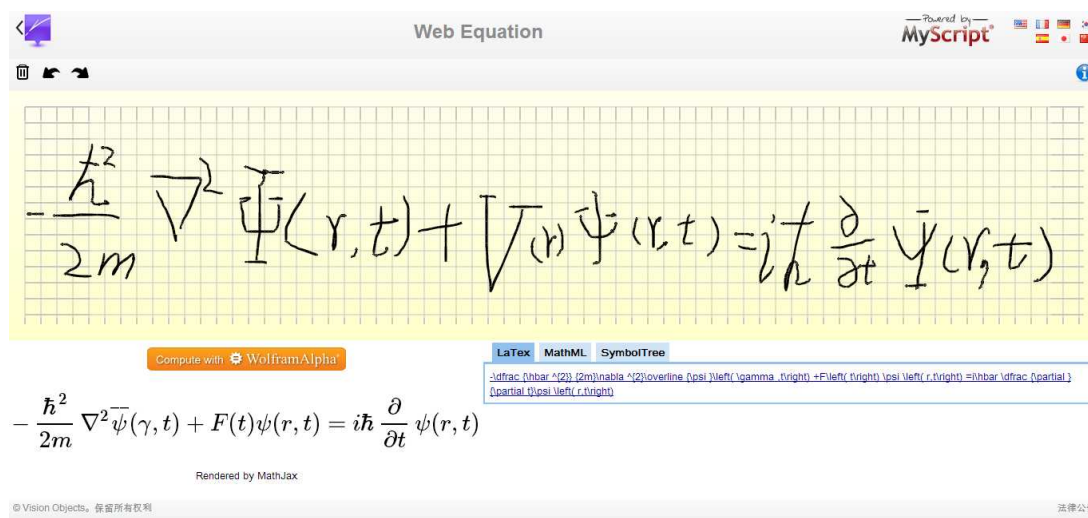 Web Equation
Powered by
MyScript®
-ħ²/2m ∇² Ψ(r,t) + V(r) Ψ(r,t) = iħ ∂/∂t Ψ(r,t)
Compute with WolframAlpha
LaTex MathML SymbolTree
-\dfrac {\hbar ^{2}} {2m}\nabla ^{2}\overline {\psi }\left( \gamma ,t\right) +F\left( t\right) \psi \left( r,t\right) =i\hbar \dfrac {\partial }
{\partial t}\psi \left( r,t\right)
-ħ²/2m ∇² ψ̅(γ,t) + F(t)ψ(r,t) = iħ ∂/∂t ψ(r,t)
Rendered by MathJax
© Vision Objects。保留所有权利
法律公